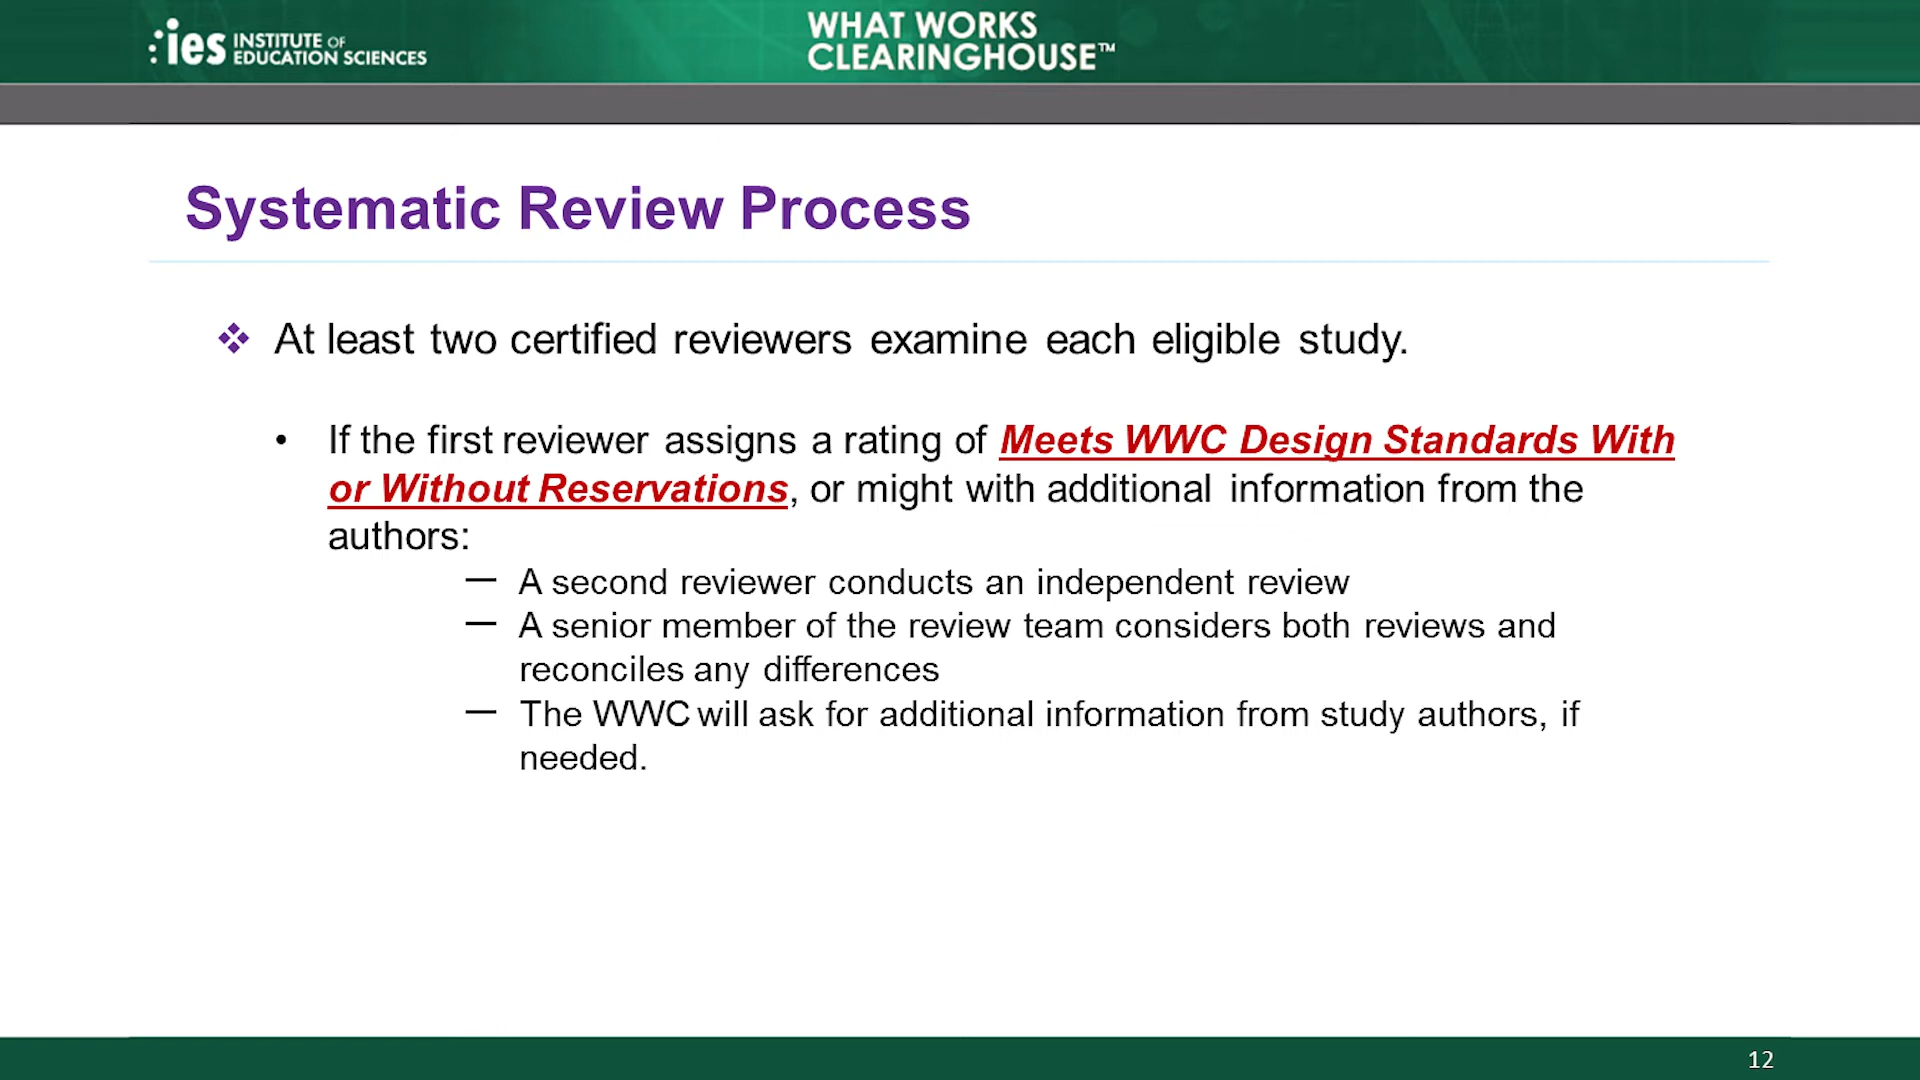 ies INSTITUTE OF
EDUCATION SCIENCES
WHAT WORKS
CLEARINGHOUSE™
Systematic Review Process
❖ At least two certified reviewers examine each eligible study.
• If the first reviewer assigns a rating of Meets WWC Design Standards With
or Without Reservations, or might with additional information from the
authors:
— A second reviewer conducts an independent review
— A senior member of the review team considers both reviews and
reconciles any differences
— The WWC will ask for additional information from study authors, if
needed.
12